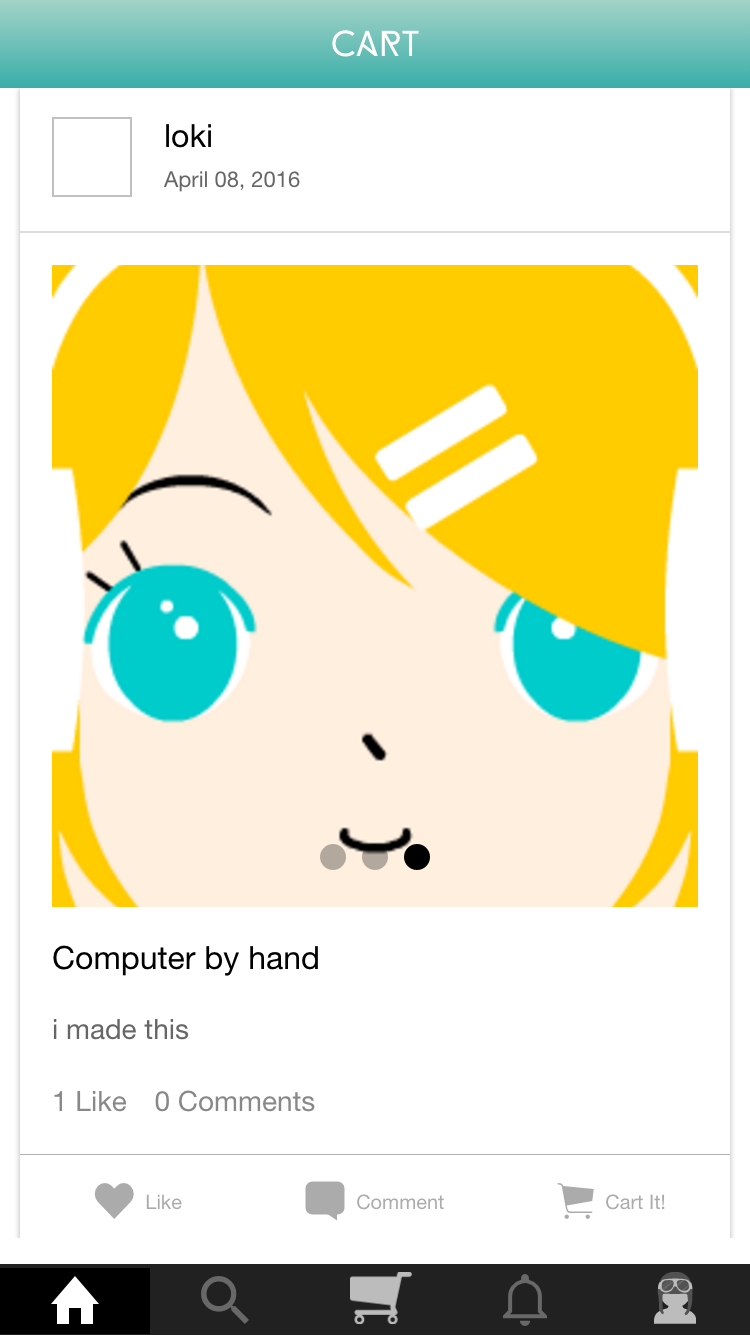 CART
loki
April 08, 2016
Computer by hand
i made this
1 Like 0 Comments
Like Comment Cart It!